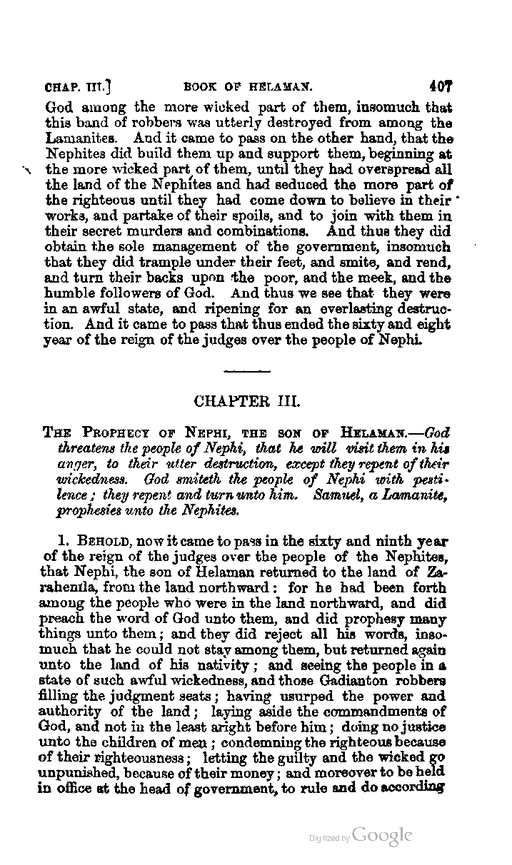 CHAP. III.] BOOK OF HELAMAN. 407
God among the more wicked part of them, insomuch that
this band of robbers was utterly destroyed from among the
Lamanites. And it came to pass on the other hand, that the
Nephites did build them up and support them, beginning at
the more wicked part of them, until they had overspread all
the land of the Nephites and had seduced the more part of
the righteous until they had come down to believe in their
works, and partake of their spoils, and to join with them in
their secret murders and combinations. And thus they did
obtain the sole management of the government, insomuch
that they did trample under their feet, and smite, and rend,
and turn their backs upon the poor, and the meek, and the
humble followers of God. And thus we see that they were
in an awful state, and ripening for an everlasting destruc-
tion. And it came to pass that thus ended the sixty and eight
year of the reign of the judges over the people of Nephi.
CHAPTER III.
THE PROPHECY OF NEPHI, THE SON OF HELAMAN.—God
threatens the people of Nephi, that he will visit them in his
anger, to their utter destruction, except they repent of their
wickedness. God smiteth the people of Nephi with pesti-
lence; they repent and turn unto him. Samuel, a Lamanite,
prophesies unto the Nephites.
1. BEHOLD, now it came to pass in the sixty and ninth year
of the reign of the judges over the people of the Nephites,
that Nephi, the son of Helaman returned to the land of Za-
rahemla, from the land northward: for he had been forth
among the people who were in the land northward, and did
preach the word of God unto them, and did prophesy many
things unto them; and they did reject all his words, inso-
much that he could not stay among them, but returned again
unto the land of his nativity; and seeing the people in a
state of such awful wickedness, and those Gadianton robbers
filling the judgment seats; having usurped the power and
authority of the land; laying aside the commandments of
God, and not in the least aright before him; doing no justice
unto the children of men; condemning the righteous because
of their righteousness; letting the guilty and the wicked go
unpunished, because of their money; and moreover to be held
in office at the head of government, to rule and do according
Digitized by Google